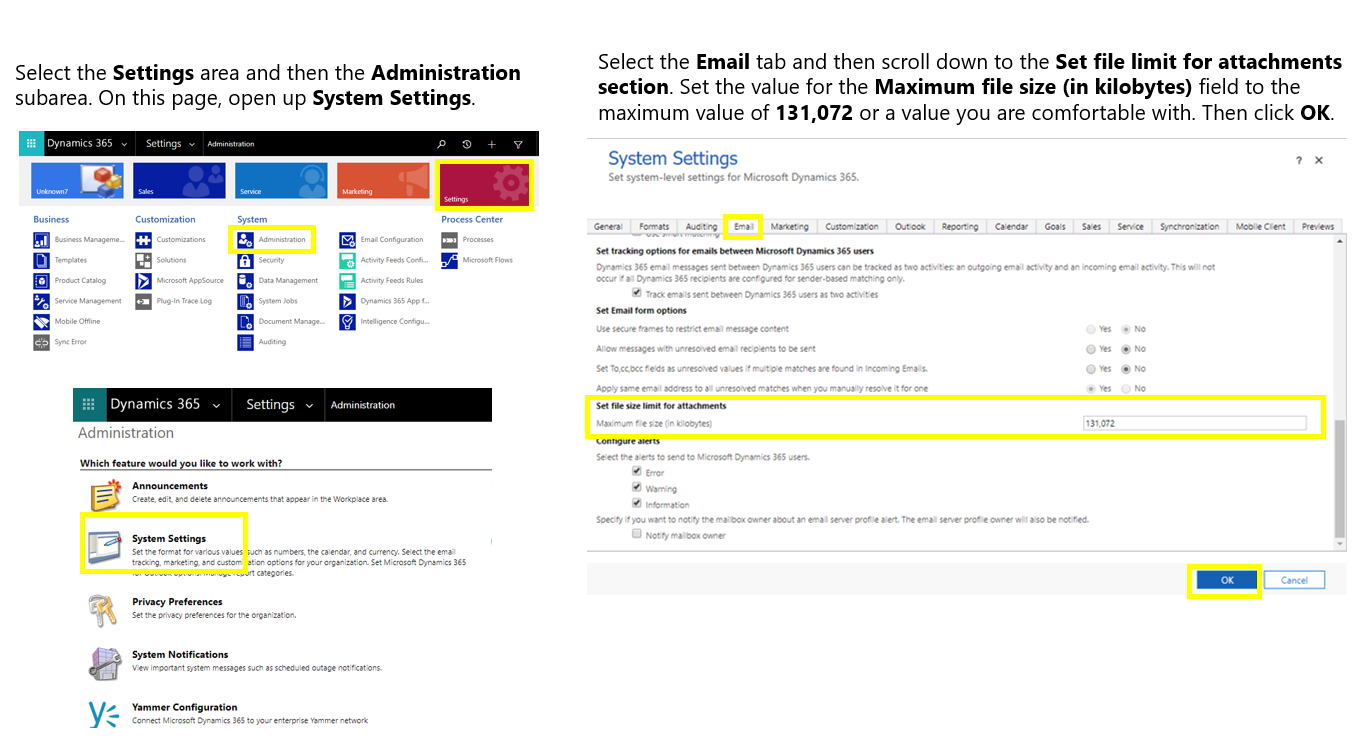 Select the Settings area and then the Administration
subarea. On this page, open up System Settings.
Dynamics 365 Settings Administration
Unknown7 Sales Service Marketing Settings
Business Customization System Process Center
Business Manageme... Customizations Administration Email Configuration Processes
Templates Solutions Security Activity Feeds Confi... Microsoft Flows
Product Catalog Microsoft AppSource Data Management Activity Feeds Rules
Service Management Plug-In Trace Log System Jobs Dynamics 365 App f...
Mobile Offline Document Manage... Intelligence Configu...
Sync Error Auditing
Dynamics 365 Settings Administration
Administration
Which feature would you like to work with?
Announcements
Create, edit, and delete announcements that appear in the Workplace area.
System Settings
Set the format for various values such as numbers, the calendar, and currency. Select the email
tracking, marketing, and customization options for your organization. Set Microsoft Dynamics 365
for Outlook options. Manage report categories.
Privacy Preferences
Set the privacy preferences for the organization.
System Notifications
View important system messages such as scheduled outage notifications.
Yammer Configuration
Connect Microsoft Dynamics 365 to your enterprise Yammer network
Select the Email tab and then scroll down to the Set file limit for attachments
section. Set the value for the Maximum file size (in kilobytes) field to the
maximum value of 131,072 or a value you are comfortable with. Then click OK.
System Settings
? ×
Set system-level settings for Microsoft Dynamics 365.
General Formats Auditing Email Marketing Customization Outlook Reporting Calendar Goals Sales Service Synchronization Mobile Client Previews
Use smart matching
Set tracking options for emails between Microsoft Dynamics 365 users
Dynamics 365 email messages sent between Dynamics 365 users can be tracked as two activities: an outgoing email activity and an incoming email activity. This will not
occur if all Dynamics 365 recipients are configured for sender-based matching only.
Track emails sent between Dynamics 365 users as two activities
Set Email form options
Use secure frames to restrict email message content Yes No
Allow messages with unresolved email recipients to be sent Yes No
Set To,cc,bcc fields as unresolved values if multiple matches are found in Incoming Emails. Yes No
Apply same email address to all unresolved matches when you manually resolve it for one Yes No
Set file size limit for attachments
Maximum file size (in kilobytes) 131,072
Configure alerts
Select the alerts to send to Microsoft Dynamics 365 users.
Error
Warning
Information
Specify if you want to notify the mailbox owner about an email server profile alert. The email server profile owner will also be notified.
Notify mailbox owner
OK Cancel